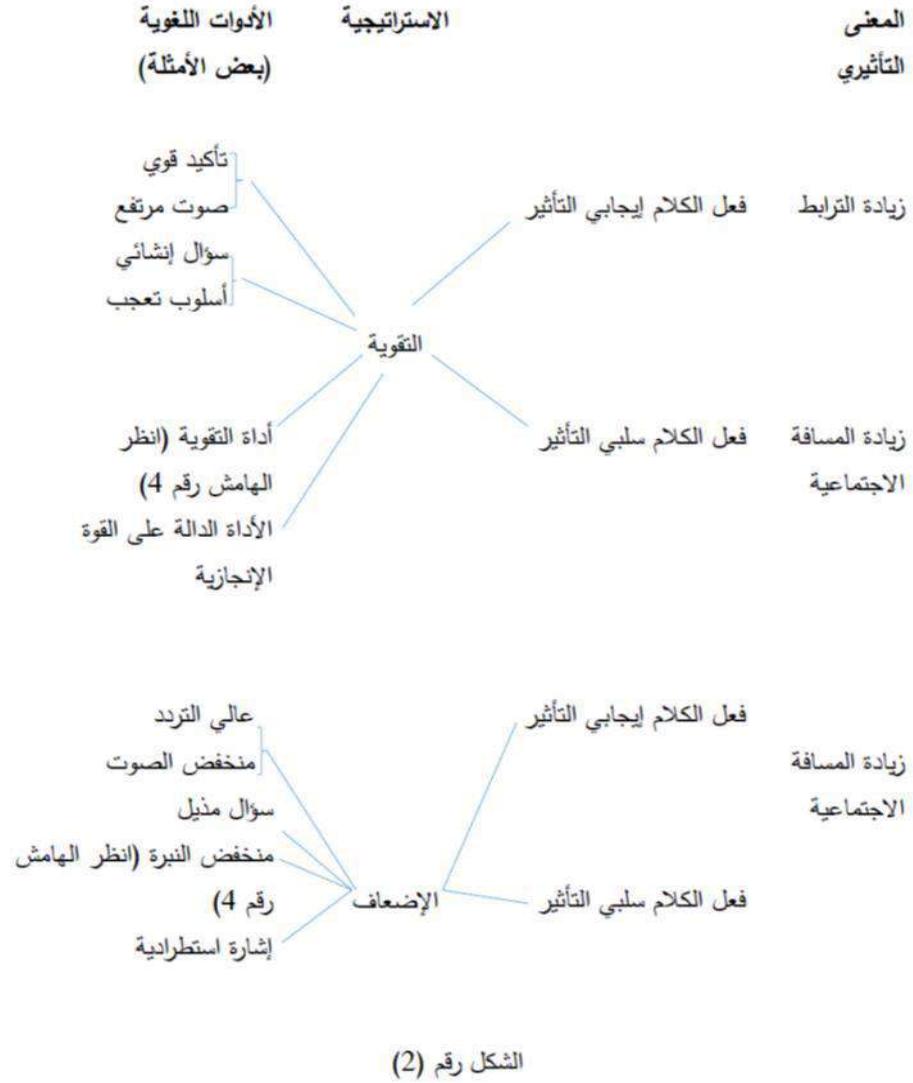 المعنى الاستراتيجية الأدوات اللغوية
التأثيري (بعض الأمثلة)
تأكيد قوي
زيادة الترابط فعل الكلام إيجابي التأثير صوت مرتفع
سؤال إنشائي
أسلوب تعجب
التقوية
زيادة المسافة فعل الكلام سلبي التأثير أداة التقوية (انظر
الاجتماعية الهامش رقم 4)
الأداة الدالة على القوة
الإنجازية
فعل الكلام إيجابي التأثير عالي التردد
زيادة المسافة منخفض الصوت
الاجتماعية سؤال مذيل
منخفض النبرة (انظر الهامش
فعل الكلام سلبي التأثير الإضعاف رقم 4)
إشارة استطرادية
الشكل رقم (2)